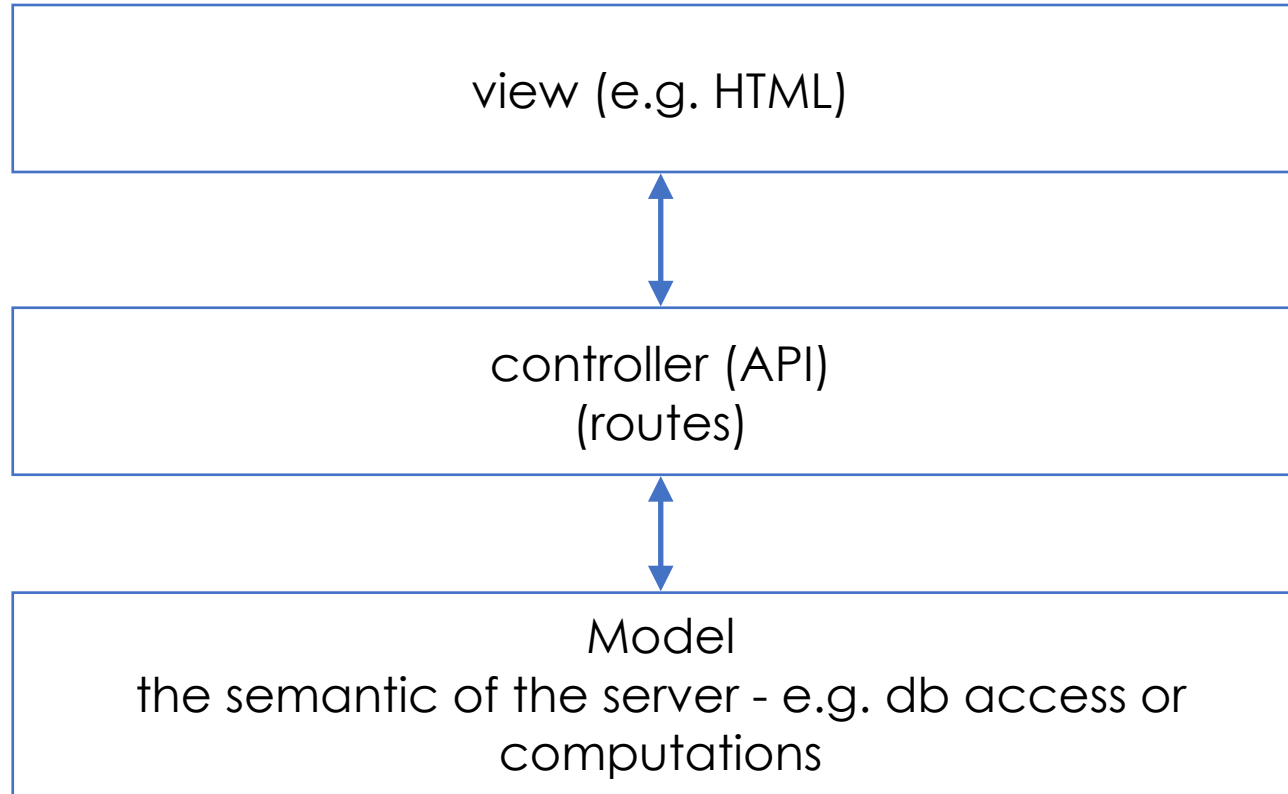 view (e.g. HTML)
controller (API)
(routes)
Model
the semantic of the server - e.g. db access or
computations